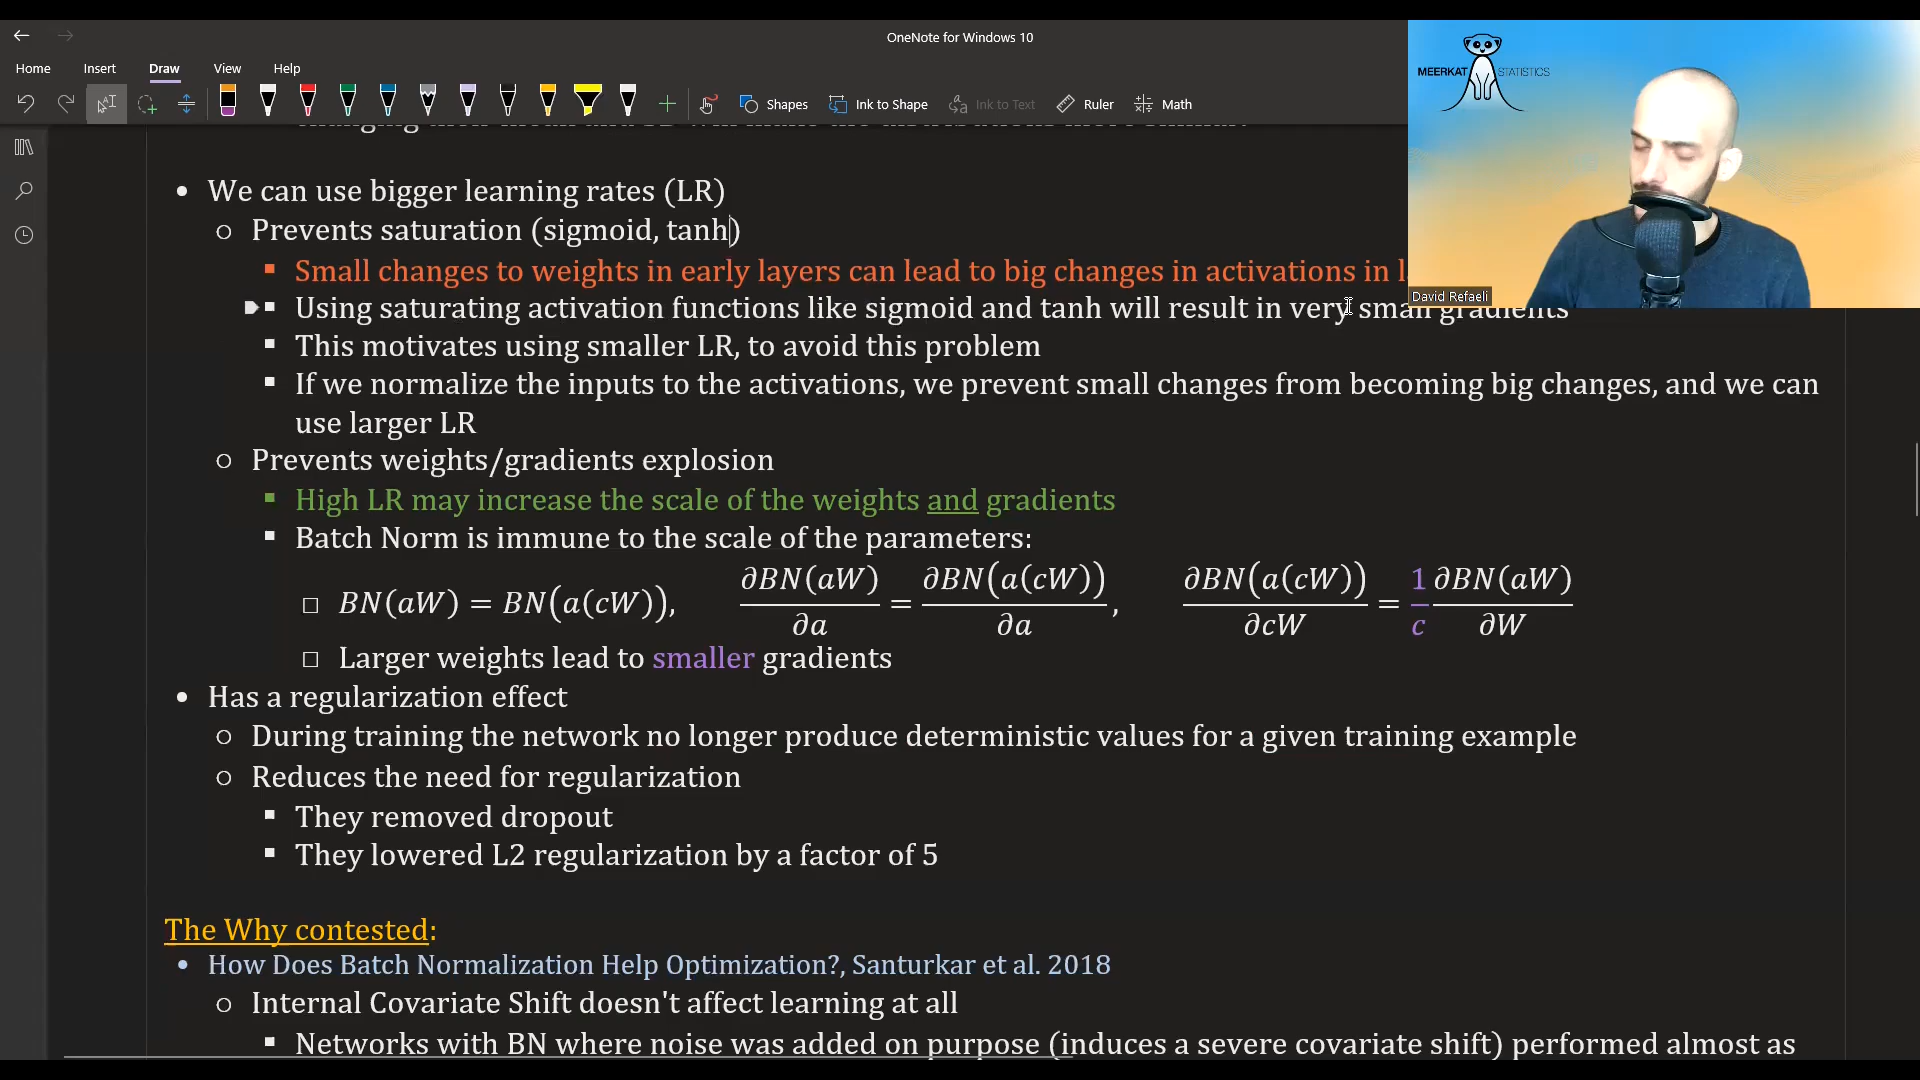 OneNote for Windows 10
Home Insert Draw View Help
Shapes Ink to Shape Ink to Text Ruler Math
MEERKAT STATISTICS
David Refaeli
• We can use bigger learning rates (LR)
○ Prevents saturation (sigmoid, tanh)
▪ Small changes to weights in early layers can lead to big changes in activations in
▪ Using saturating activation functions like sigmoid and tanh will result in very small gradients
▪ This motivates using smaller LR, to avoid this problem
▪ If we normalize the inputs to the activations, we prevent small changes from becoming big changes, and we can
use larger LR
○ Prevents weights/gradients explosion
▪ High LR may increase the scale of the weights and gradients
▪ Batch Norm is immune to the scale of the parameters:
□ BN(aW) = BN(a(cW)), ∂BN(aW)/∂a = ∂BN(a(cW))/∂a, ∂BN(a(cW))/∂cW = 1/c ∂BN(aW)/∂W
□ Larger weights lead to smaller gradients
• Has a regularization effect
○ During training the network no longer produce deterministic values for a given training example
○ Reduces the need for regularization
▪ They removed dropout
▪ They lowered L2 regularization by a factor of 5
The Why contested:
• How Does Batch Normalization Help Optimization?, Santurkar et al. 2018
○ Internal Covariate Shift doesn't affect learning at all
▪ Networks with BN where noise was added on purpose (induces a severe covariate shift) performed almost as